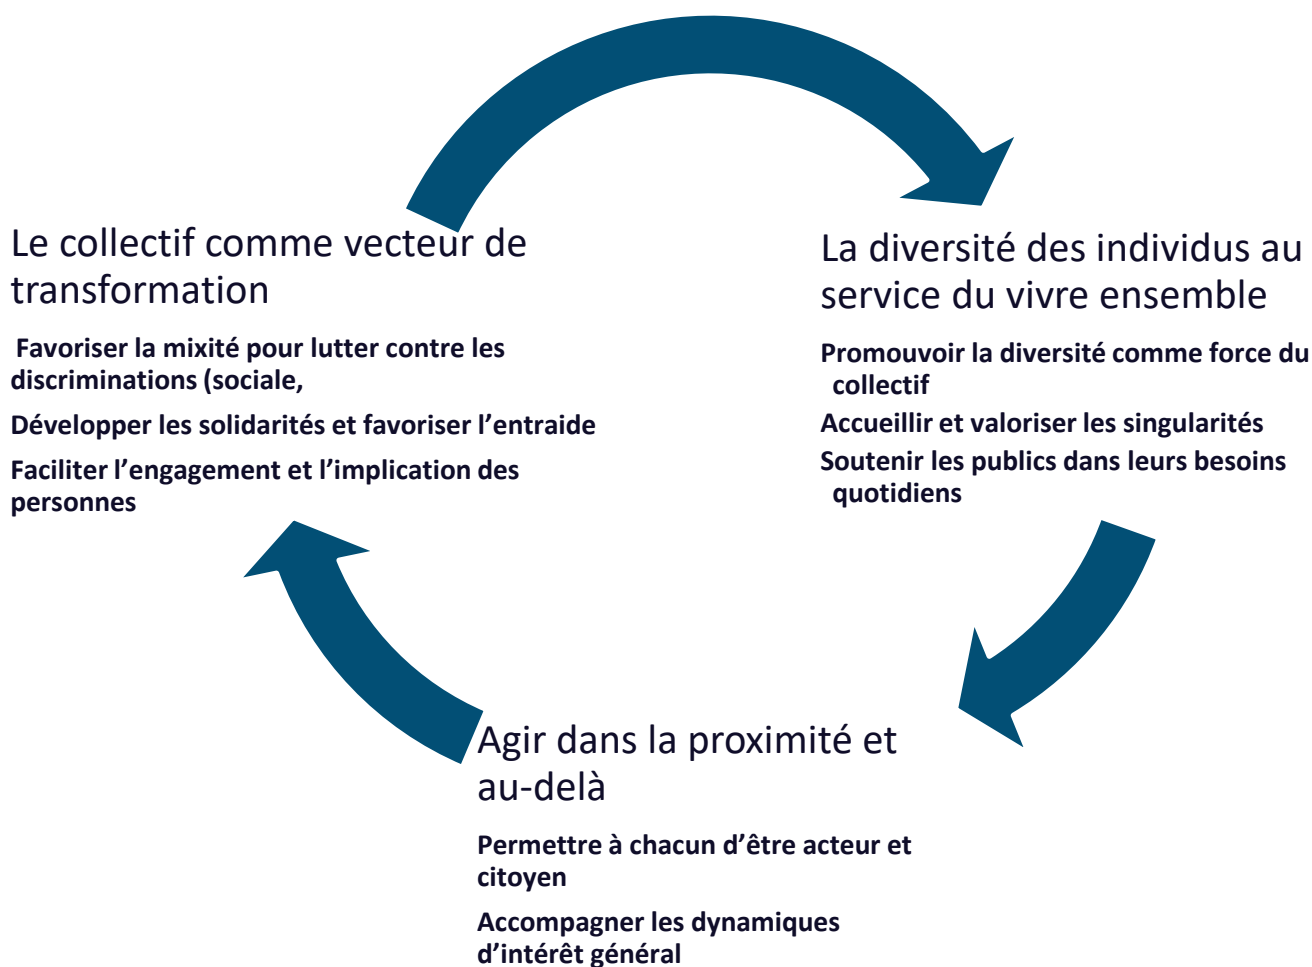 Le collectif comme vecteur de
transformation
Favoriser la mixité pour lutter contre les
discriminations (sociale,
Développer les solidarités et favoriser l’entraide
Faciliter l’engagement et l’implication des
personnes
La diversité des individus au
service du vivre ensemble
Promouvoir la diversité comme force du
collectif
Accueillir et valoriser les singularités
Soutenir les publics dans leurs besoins
quotidiens
Agir dans la proximité et
au-delà
Permettre à chacun d’être acteur et
citoyen
Accompagner les dynamiques
d’intérêt général